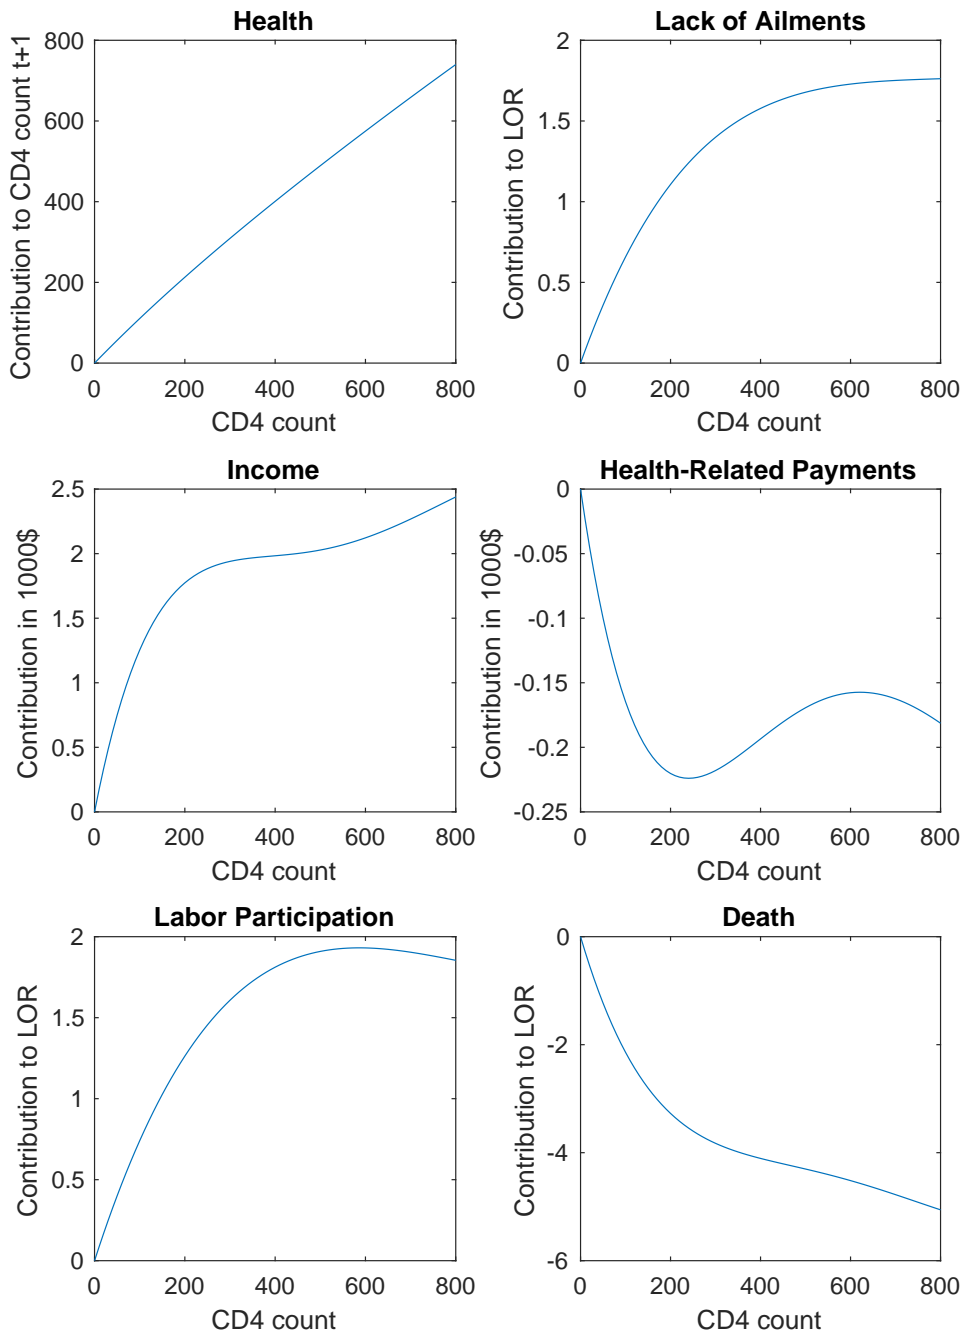 Health
Contribution to CD4 count t+1
800
600
400
200
0
0 200 400 600 800
CD4 count
Lack of Ailments
Contribution to LOR
2
1.5
1
0.5
0
0 200 400 600 800
CD4 count
Income
Contribution in 1000$
2.5
2
1.5
1
0.5
0
0 200 400 600 800
CD4 count
Health-Related Payments
Contribution in 1000$
0
-0.05
-0.1
-0.15
-0.2
-0.25
0 200 400 600 800
CD4 count
Labor Participation
Contribution to LOR
2
1.5
1
0.5
0
0 200 400 600 800
CD4 count
Death
Contribution to LOR
0
-2
-4
-6
0 200 400 600 800
CD4 count